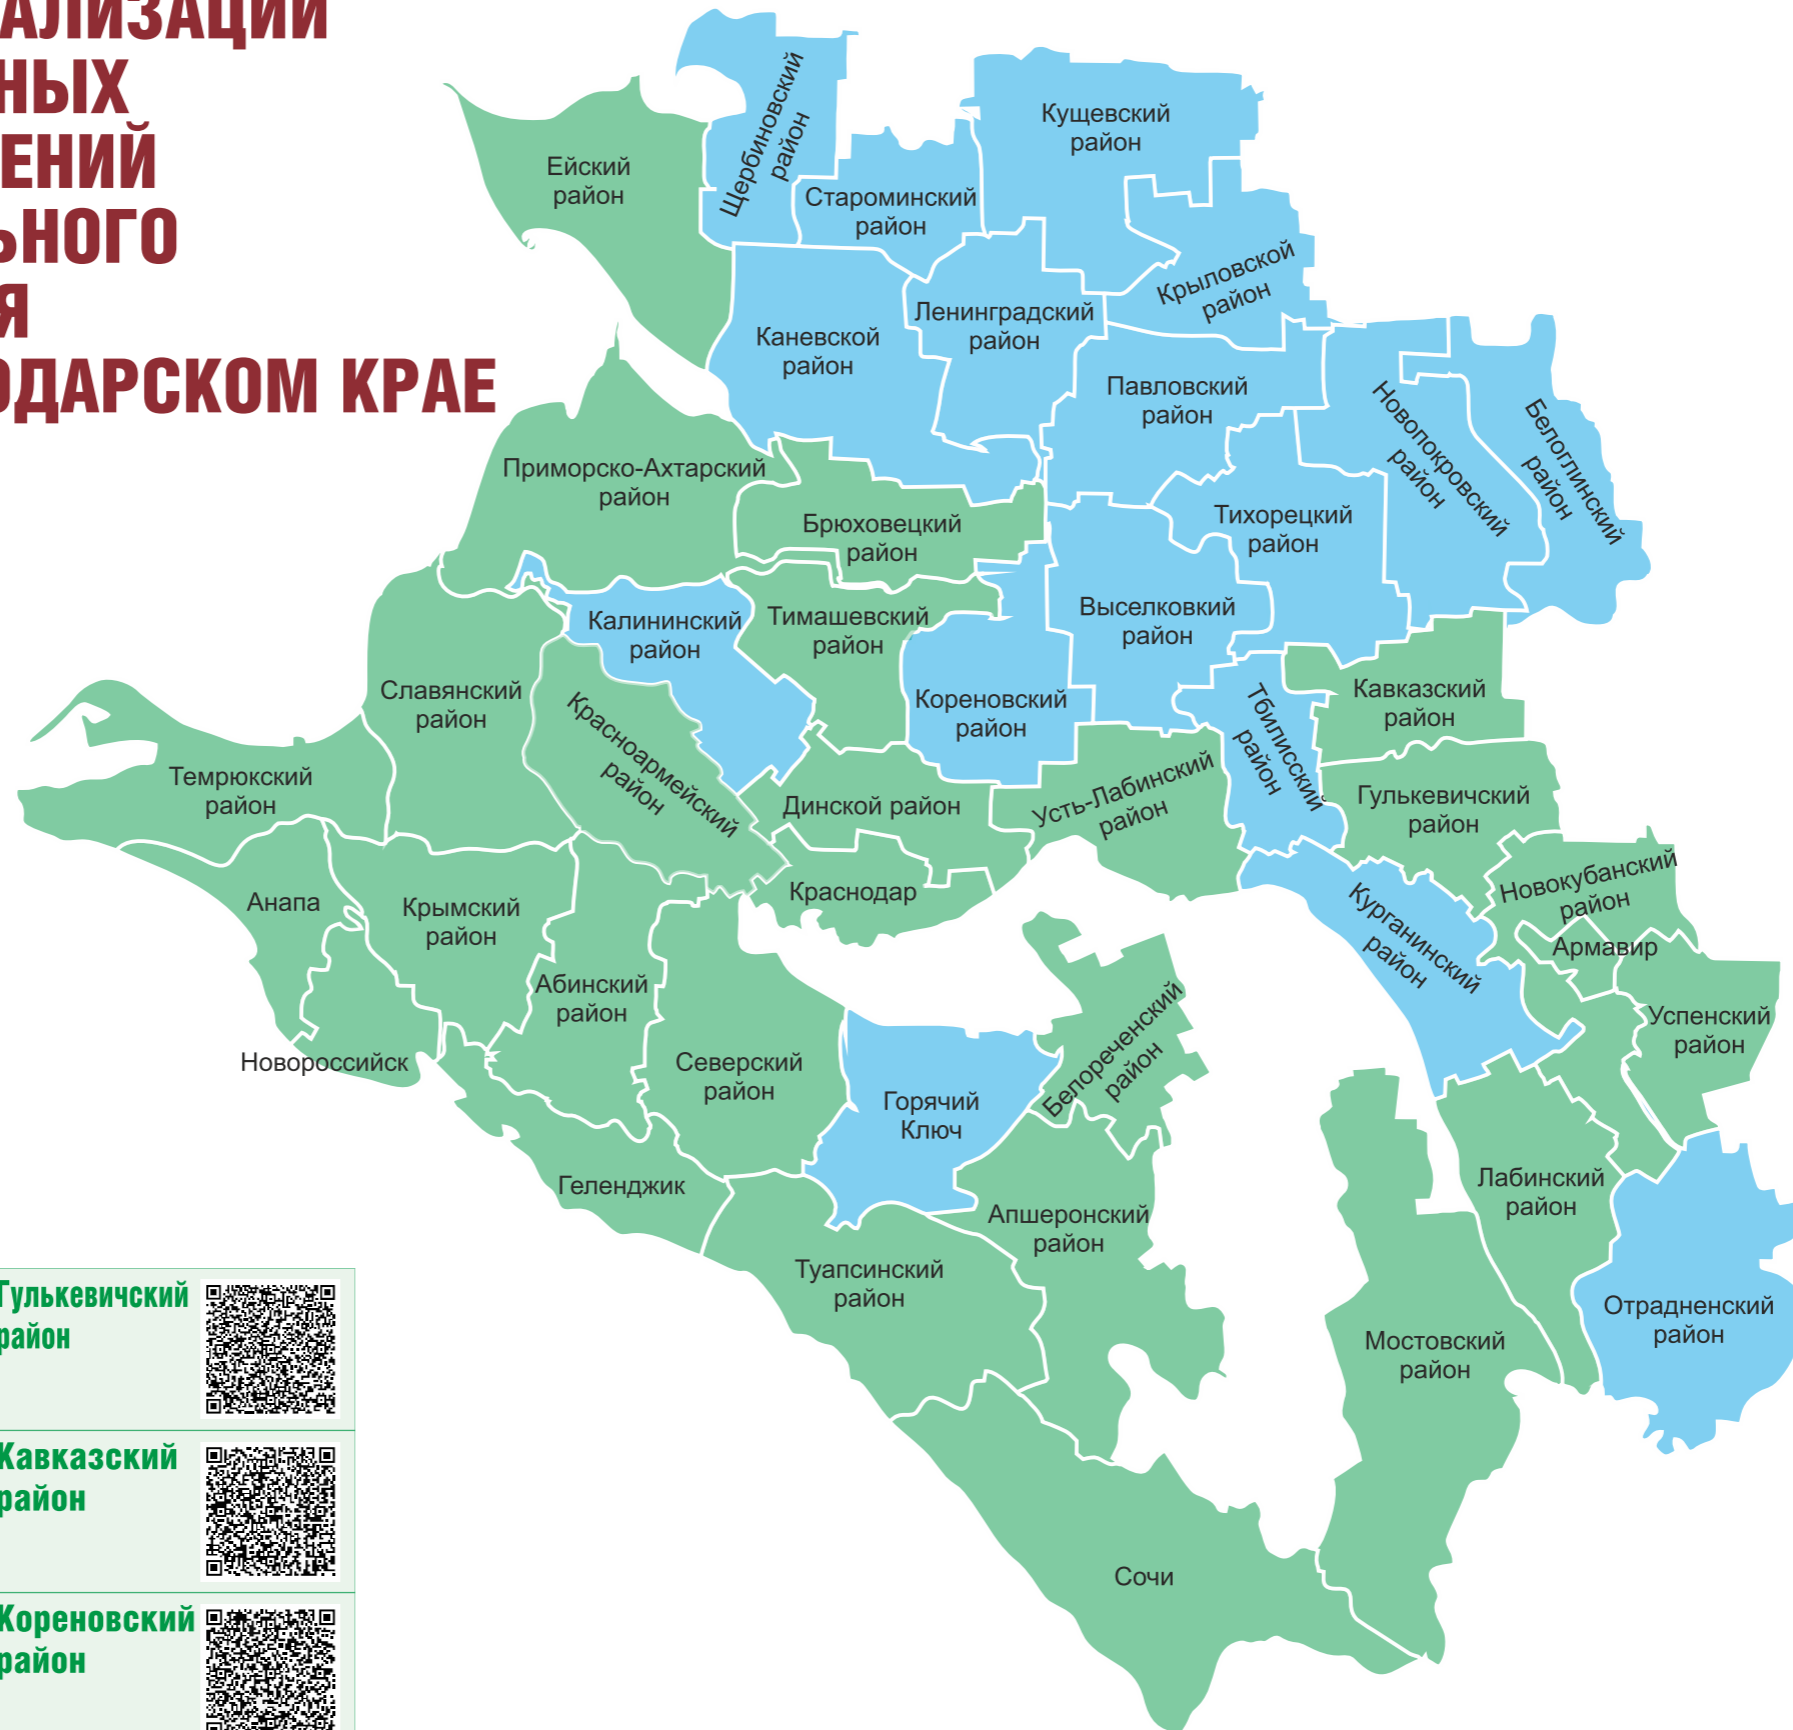 АЛИЗАЦИИ
НЫХ
ЕНИЙ
ЬНОГО
Я
ОДАРСКОМ КРАЕ
Щербиновский
район
Кущевский
район
Ейский
район
Староминский
район
Крыловской
район
Ленинградский
район
Каневской
район
Павловский
район
Новопокровский
район
Белоглинский
район
Приморско-Ахтарский
район
Брюховецкий
район
Тихорецкий
район
Калининский
район
Тимашевский
район
Выселковкий
район
Славянский
район
Красноармейский
район
Кореновский
район
Тбилисский
район
Кавказский
район
Темрюкский
район
Динской район
Усть-Лабинский
район
Гулькевичский
район
Анапа
Крымский
район
Краснодар
Курганинский
район
Новокубанский
район
Армавир
Абинский
район
Новороссийск
Северский
район
Белореченский
район
Успенский
район
Горячий
Ключ
Геленджик
Лабинский
район
Апшеронский
район
Туапсинский
район
Мостовский
район
Отрадненский
район
Сочи
Гулькевичский
район
Кавказский
район
Кореновский
район